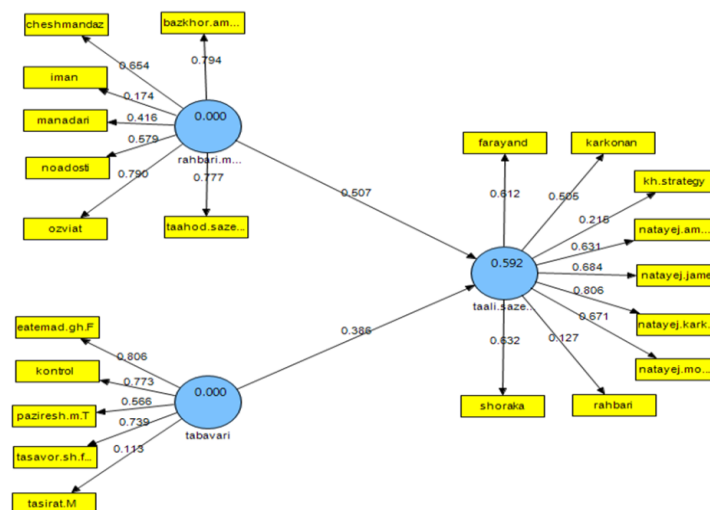 cheshmandaz
bazkhor.am...
0.654
0.794
iman
0.174
manadari
0.416
0.000
noadosti
0.579
rahbari.m...
0.790
0.777
ozviat
taahod.saze...
0.507
farayand
karkonan
0.612
0.505
kh.strategy
0.215
natayej.am...
0.631
0.592
0.684
natayej.jame
taali.saze...
0.806
natayej.kark.
0.671
0.632
0.127
natayej.mo...
shoraka
rahbari
eatemad.gh.F
0.806
0.386
kontrol
0.773
0.000
paziresh.m.T
0.566
tabavari
0.739
tasavor.sh.f...
0.113
tasirat.M